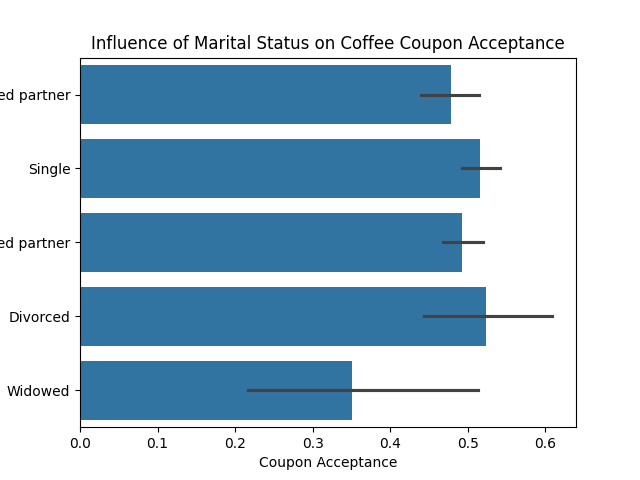 Influence of Marital Status on Coffee Coupon Acceptance
ed partner
Single
ed partner
Divorced
Widowed
0.0 0.1 0.2 0.3 0.4 0.5 0.6
Coupon Acceptance